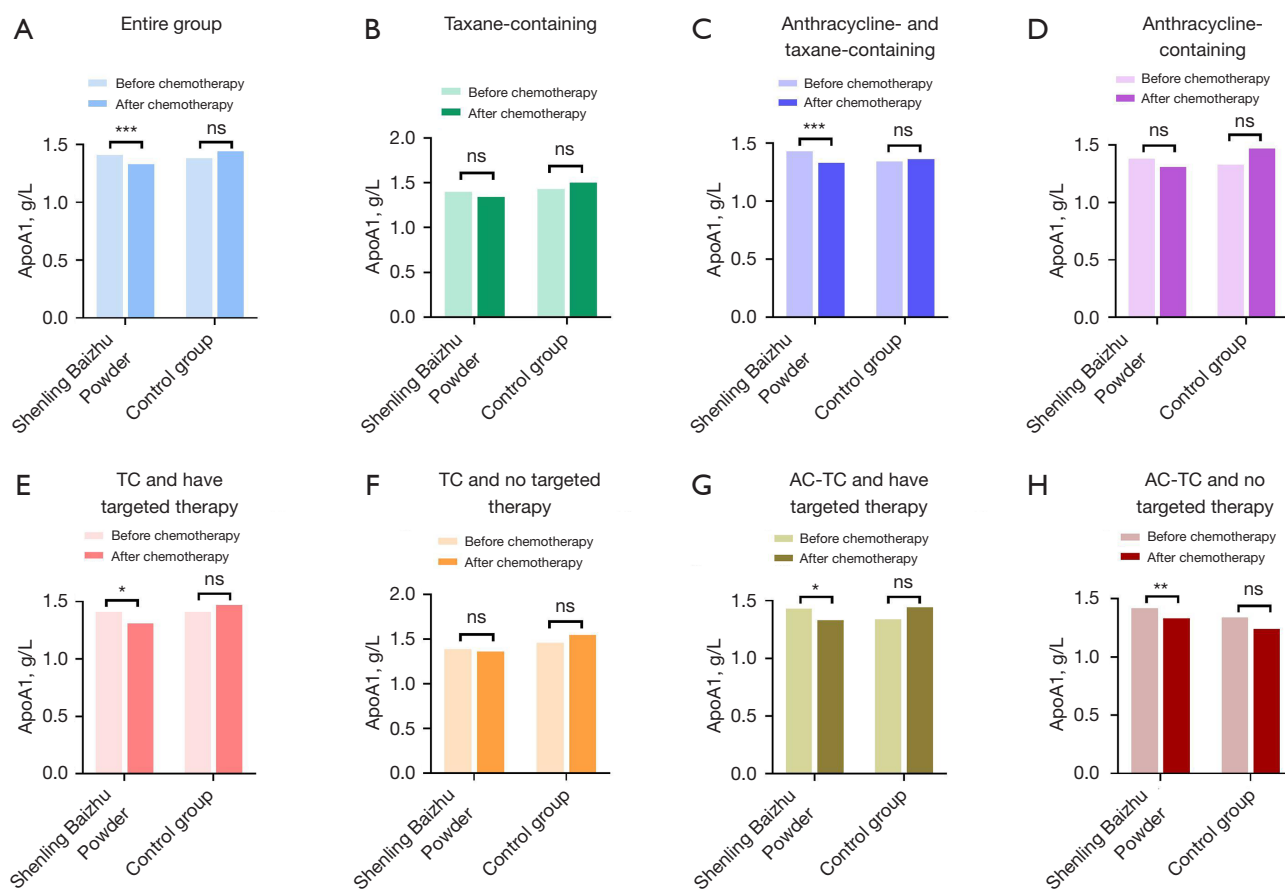 A
Entire group
Before chemotherapy
After chemotherapy
***
ns
1.5
1.0
0.5
0.0
ApoA1, g/L
Shenling Baizhu
Powder
Control group
B
Taxane-containing
Before chemotherapy
After chemotherapy
ns
ns
2.0
1.5
1.0
0.5
0.0
ApoA1, g/L
Shenling Baizhu
Powder
Control group
C
Anthracycline- and
taxane-containing
Before chemotherapy
After chemotherapy
***
ns
1.5
1.0
0.5
0.0
ApoA1, g/L
Shenling Baizhu
Powder
Control group
D
Anthracycline-
containing
Before chemotherapy
After chemotherapy
ns
ns
1.5
1.0
0.5
0.0
ApoA1, g/L
Shenling Baizhu
Powder
Control group
E
TC and have
targeted therapy
Before chemotherapy
After chemotherapy
*
ns
1.5
1.0
0.5
0.0
ApoA1, g/L
Shenling Baizhu
Powder
Control group
F
TC and no targeted
therapy
Before chemotherapy
After chemotherapy
ns
ns
2.0
1.5
1.0
0.5
0.0
ApoA1, g/L
Shenling Baizhu
Powder
Control group
G
AC-TC and have
targeted therapy
Before chemotherapy
After chemotherapy
*
ns
1.5
1.0
0.5
0.0
ApoA1, g/L
Shenling Baizhu
Powder
Control group
H
AC-TC and no
targeted therapy
Before chemotherapy
After chemotherapy
**
ns
1.5
1.0
0.5
0.0
ApoA1, g/L
Shenling Baizhu
Powder
Control group